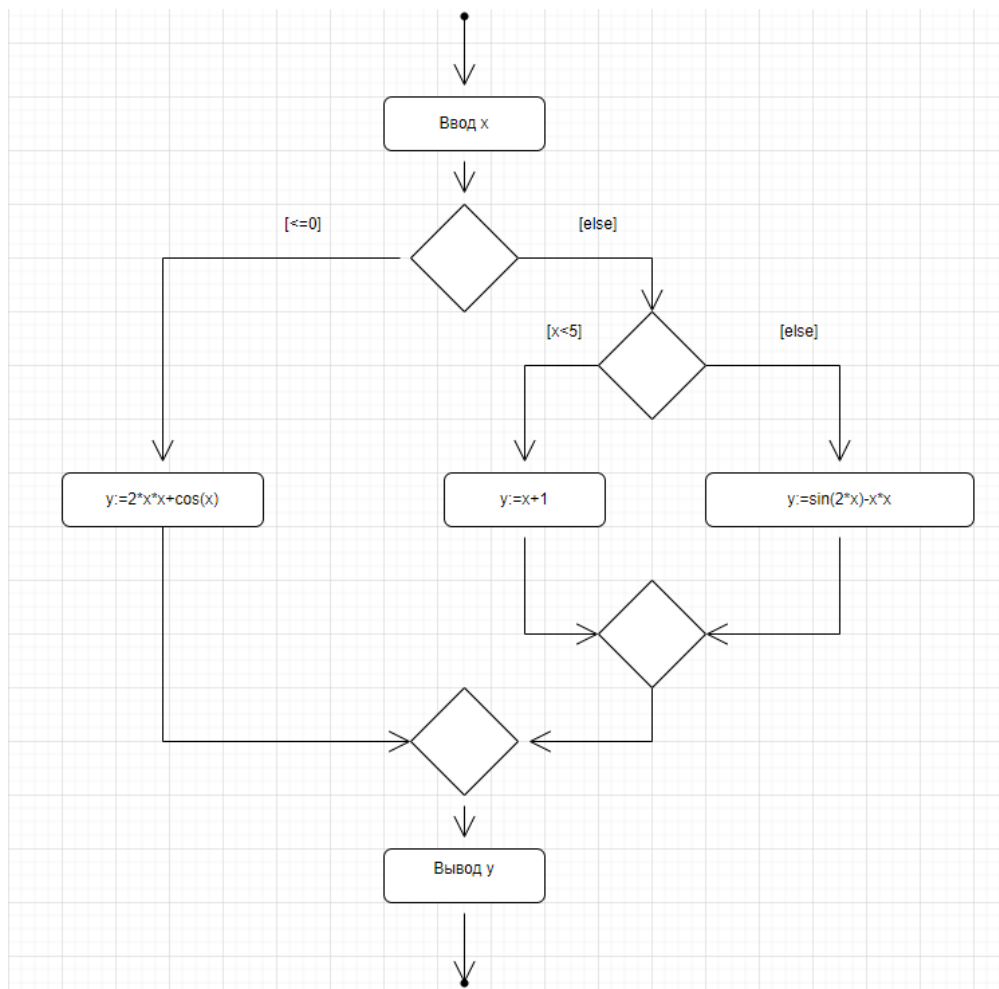 Ввод x
[<=0]
[else]
[x<5]
[else]
y:=2*x*x+cos(x)
y:=x+1
y:=sin(2*x)-x*x
Вывод y